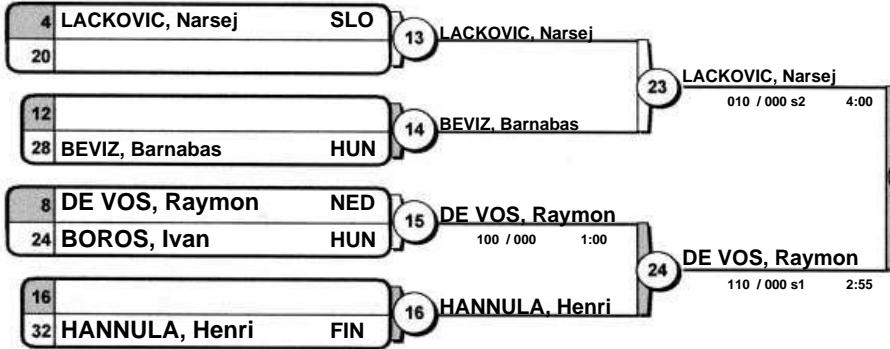 4 LACKOVIC, Narsej SLO
20
13 LACKOVIC, Narsej
12
28 BEVIZ, Barnabas HUN
14 BEVIZ, Barnabas
23 LACKOVIC, Narsej
010 / 000 s2 4:00
8 DE VOS, Raymon NED
24 BOROS, Ivan HUN
15 DE VOS, Raymon
100 / 000 1:00
16
32 HANNULA, Henri FIN
16 HANNULA, Henri
24 DE VOS, Raymon
110 / 000 s1 2:55